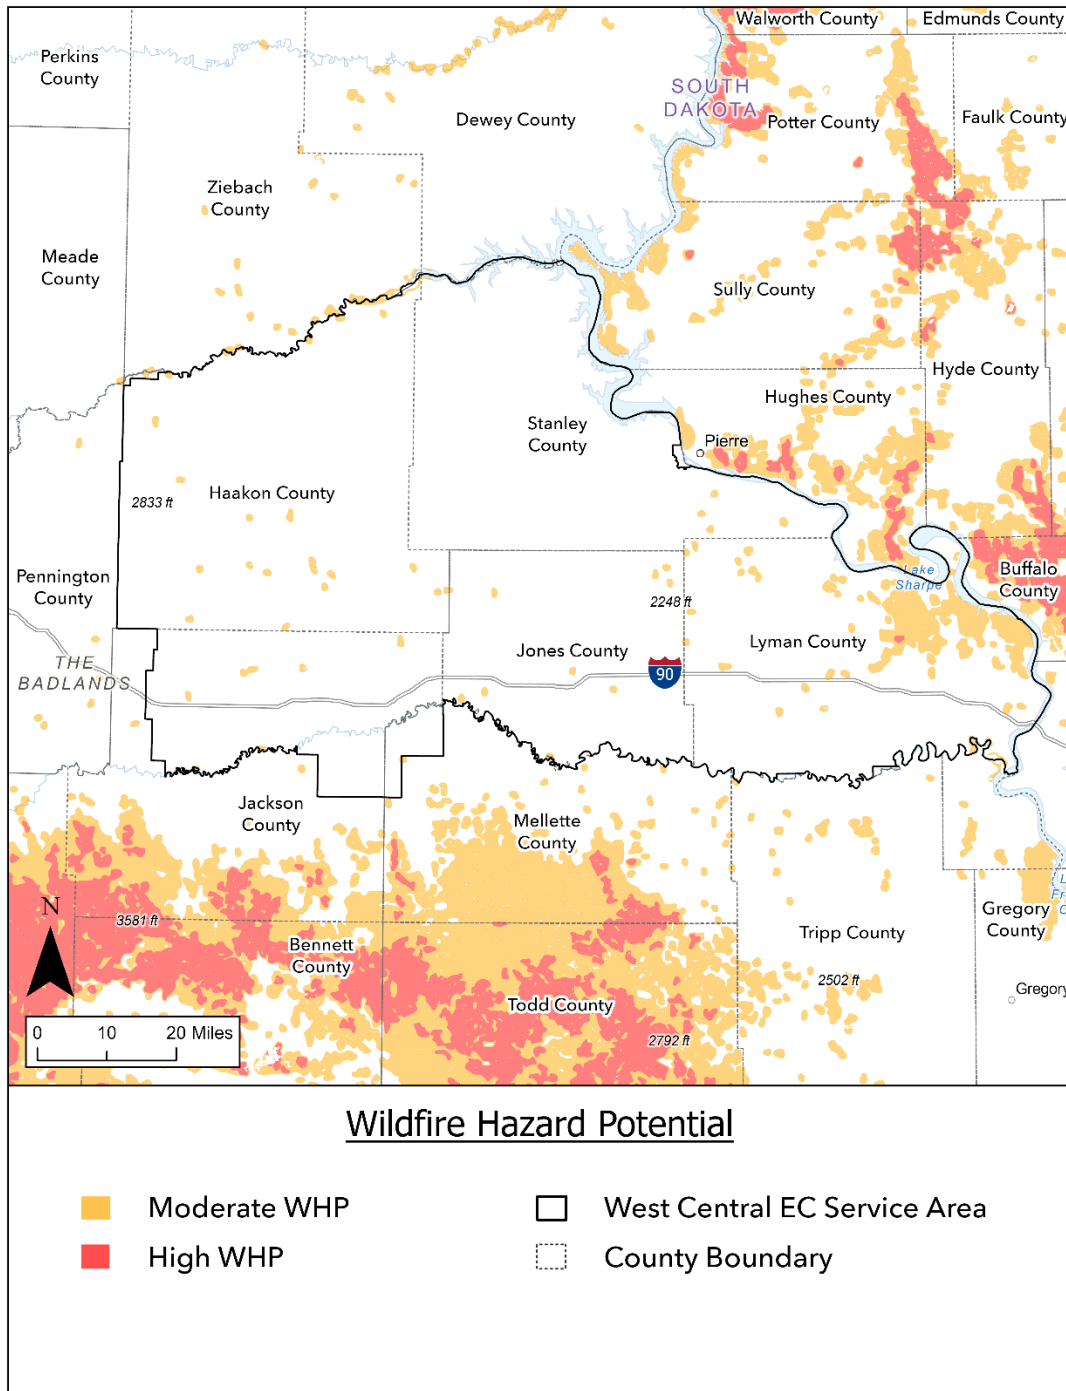 Walworth County
Edmunds County
Perkins
County
SOUTH
DAKOTA
Dewey County
Potter County
Faulk County
Ziebach
County
Meade
County
Sully County
Hyde County
Hughes County
Stanley
County
Pierre
Haakon County
2833 ft
Pennington
County
Lake
Sharpe
Buffalo
County
2248 ft
Jones County
Lyman County
THE
BADLANDS
90
Jackson
County
Mellette
County
3581 ft
N
Bennett
County
Gregory
County
Tripp County
2502 ft
Gregory
Todd County
2792 ft
0 10 20 Miles
Wildfire Hazard Potential
Moderate WHP
West Central EC Service Area
High WHP
County Boundary